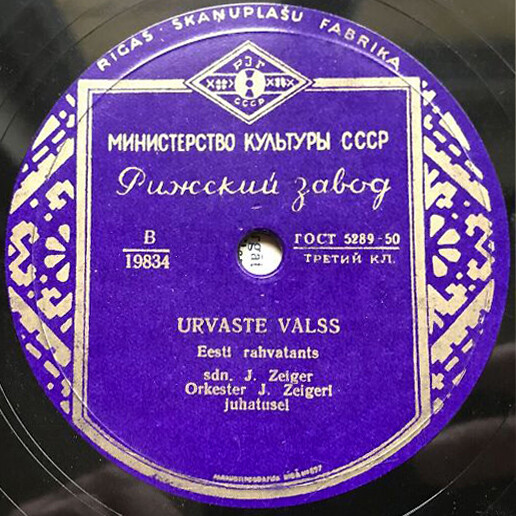 RĪGAS SKAŅUPLAŠU FABRIKA
СССР
МИНИСТЕРСТВО КУЛЬТУРЫ СССР
Рижский завод
В
19834
ГОСТ 5289-50
ТРЕТИЙ КЛ.
URVASTE VALSS
Eesti rahvatants
sdn. J. Zeiger
Orkester J. Zeigeri
juhatusel